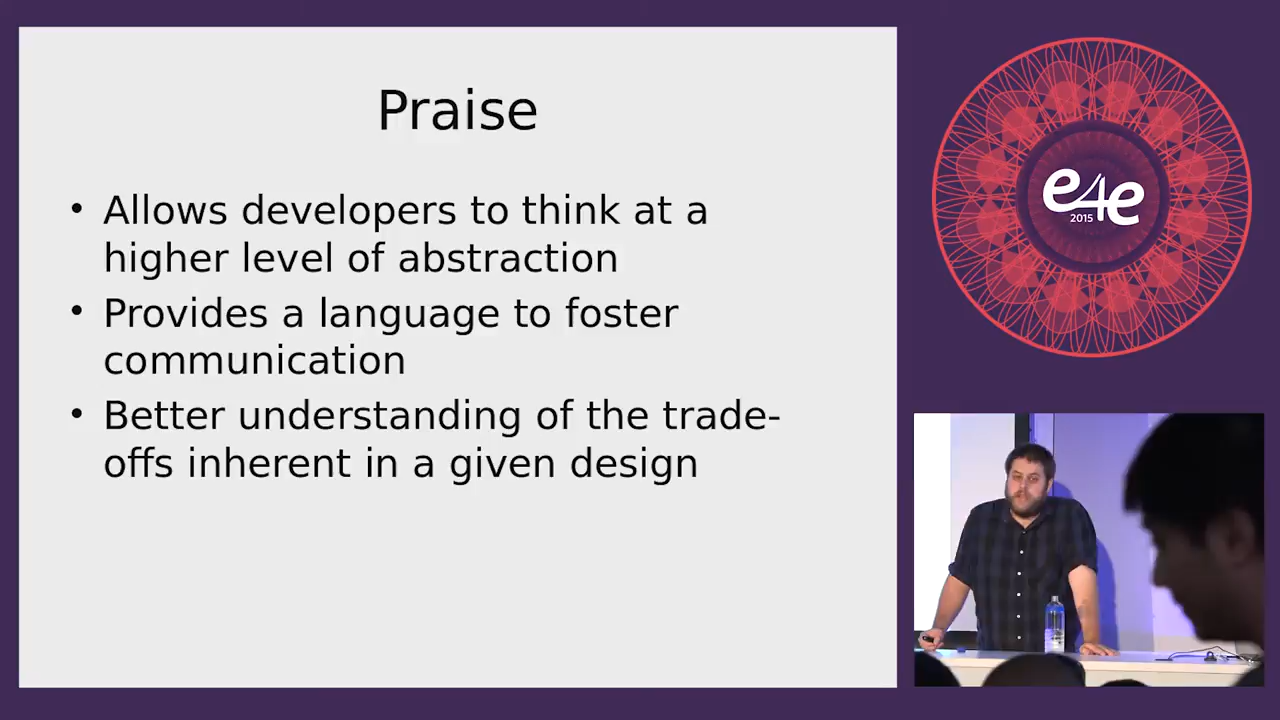 Praise
• Allows developers to think at a
higher level of abstraction
• Provides a language to foster
communication
• Better understanding of the trade-
offs inherent in a given design
e4e
2015